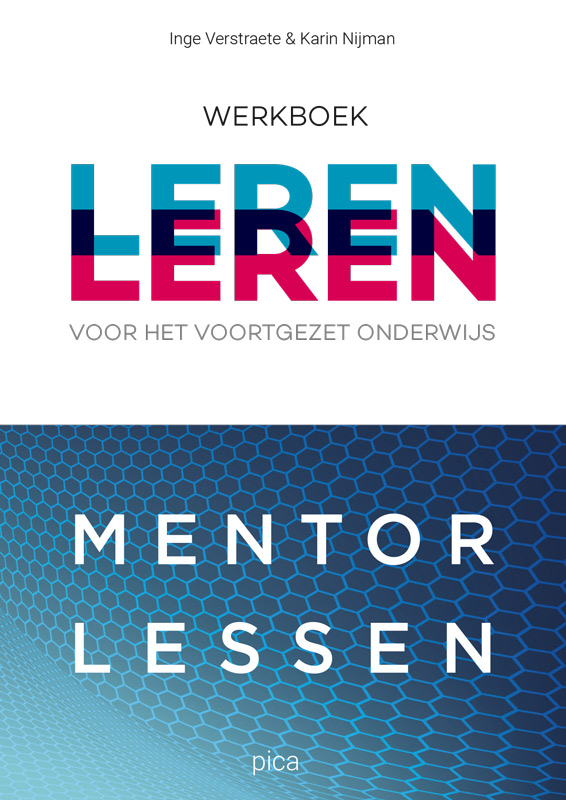 Inge Verstraete & Karin Nijman
WERKBOEK
LEREN
LEREN
VOOR HET VOORTGEZET ONDERWIJS
MENTOR
LESSEN
pica